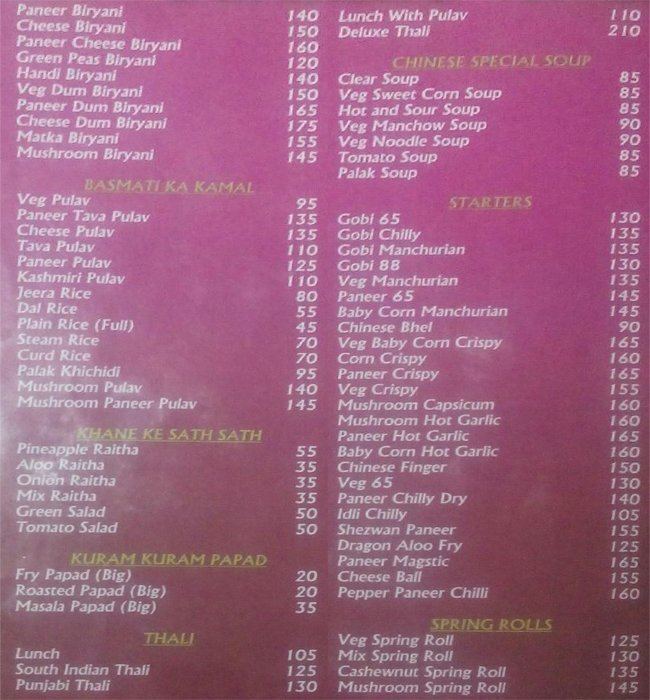 Paneer Biryani 140
Cheese Biryani 150
Paneer Cheese Biryani 160
Green Peas Biryani 120
Handi Biryani 140
Veg Dum Biryani 150
Paneer Dum Biryani 165
Cheese Dum Biryani 175
Matka Biryani 155
Mushroom Biryani 145
BASMATI KA KAMAL
Veg Pulav 95
Paneer Tava Pulav 135
Cheese Pulav 135
Tava Pulav 110
Paneer Pulav 125
Kashmiri Pulav 110
Jeera Rice 80
Dal Rice 55
Plain Rice (Full) 45
Steam Rice 70
Curd Rice 70
Palak Khichidi 95
Mushroom Pulav 140
Mushroom Paneer Pulav 145
KHANE KE SATH SATH
Pineapple Raitha 55
Aloo Raitha 35
Onion Raitha 35
Mix Raitha 35
Green Salad 50
Tomato Salad 50
KURAM KURAM PAPAD
Fry Papad (Big) 20
Roasted Papad (Big) 20
Masala Papad (Big) 35
THALI
Lunch 105
South Indian Thali 125
Punjabi Thali 130
Lunch With Pulav 110
Deluxe Thali 210
CHINESE SPECIAL SOUP
Clear Soup 85
Veg Sweet Corn Soup 85
Hot and Sour Soup 85
Veg Manchow Soup 90
Veg Noodle Soup 90
Tomato Soup 85
Palak Soup 85
STARTERS
Gobi 65 130
Gobi Chilly 135
Gobi Manchurian 135
Gobi 88 130
Veg Manchurian 135
Paneer 65 145
Baby Corn Manchurian 145
Chinese Bhel 90
Veg Baby Corn Crispy 165
Corn Crispy 160
Paneer Crispy 165
Veg Crispy 155
Mushroom Capsicum 160
Mushroom Hot Garlic 160
Paneer Hot Garlic 165
Baby Corn Hot Garlic 160
Chinese Finger 150
Veg 65 130
Paneer Chilly Dry 140
Idli Chilly 105
Shezwan Paneer 155
Dragon Aloo Fry 125
Paneer Magstic 165
Cheese Ball 155
Pepper Paneer Chilli 160
SPRING ROLLS
Veg Spring Roll 125
Mix Spring Roll 130
Cashewnut Spring Roll 135
Mushroom Spring Roll 145